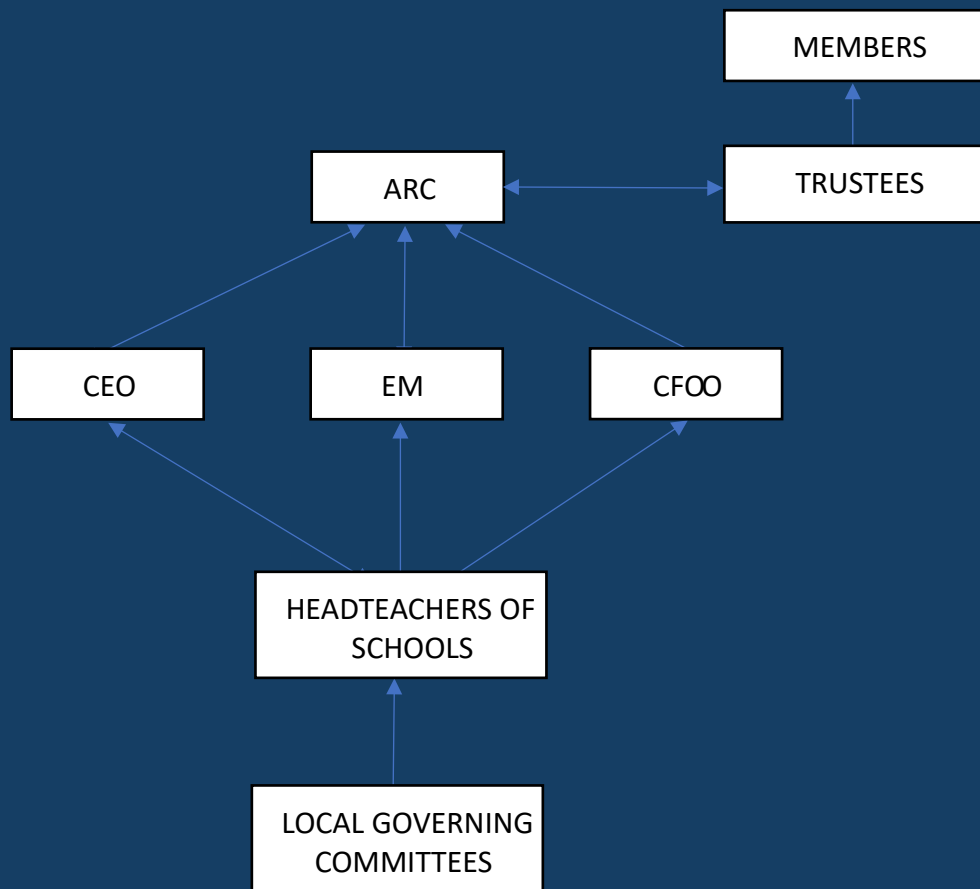 MEMBERS
TRUSTEES
ARC
CEO
EM
CFOO
HEADTEACHERS OF
SCHOOLS
LOCAL GOVERNING
COMMITTEES